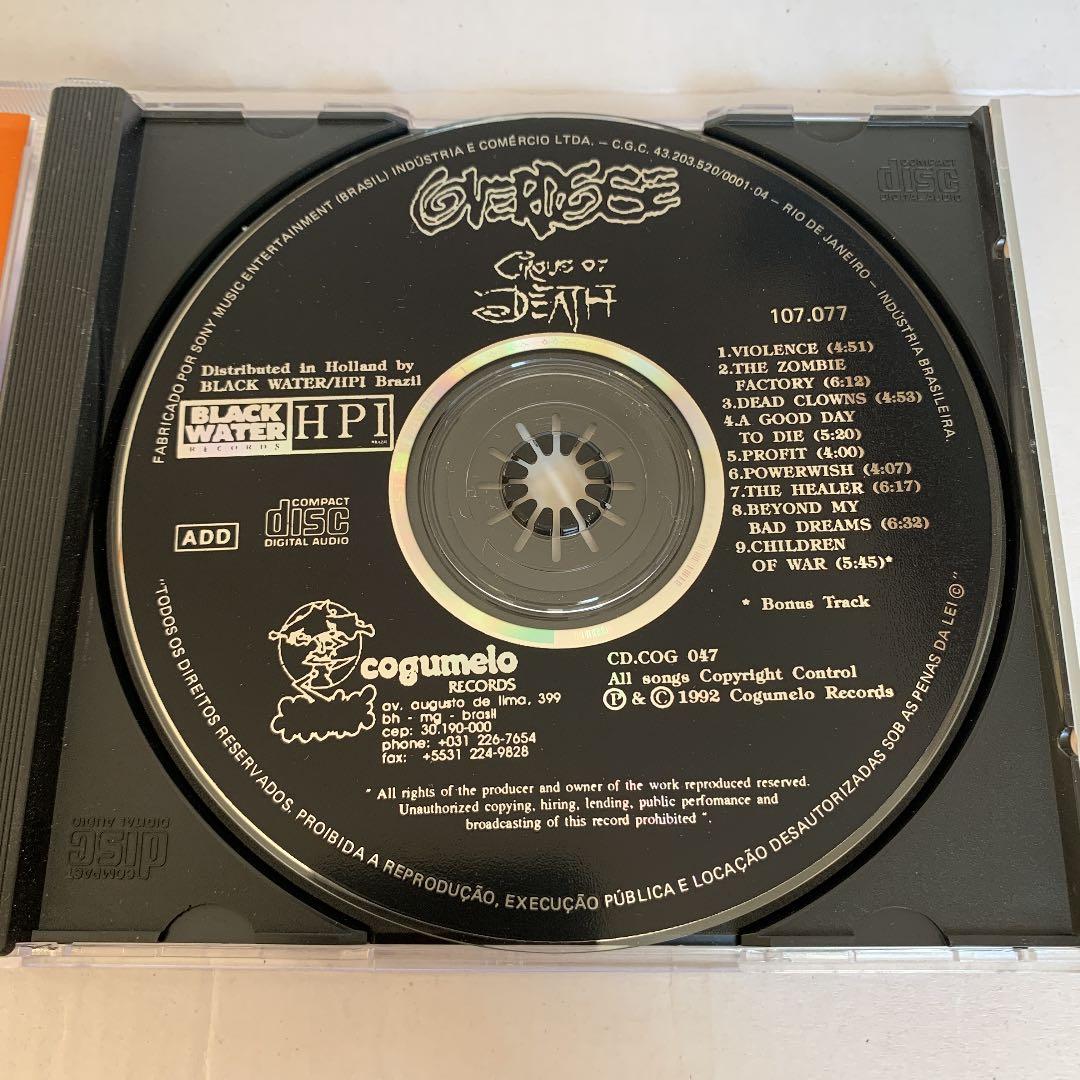 FABRICADO POR SONY MUSIC ENTERTAINMENT (BRASIL) INDÚSTRIA E COMÉRCIO LTDA. – C.G.C. 43.203.520/0001-04 – RIO DE JANEIRO – INDÚSTRIA BRASILEIRA.
OVERDOSE
CIRCUS OF
DEATH
107.077
Distributed in Holland by
BLACK WATER/HPI Brazil
BLACK
WATER
RECORDS
HPI
BRAZIL
1.VIOLENCE (4:51)
2.THE ZOMBIE
FACTORY (6:12)
3.DEAD CLOWNS (4:53)
4.A GOOD DAY
TO DIE (5:20)
5.PROFIT (4:00)
6.POWERWISH (4:07)
7.THE HEALER (6:17)
8.BEYOND MY
BAD DREAMS (6:32)
9.CHILDREN
OF WAR (5:45)*
* Bonus Track
ADD
COMPACT
disc
DIGITAL AUDIO
cogumelo
RECORDS
av. augusto de lima, 399
bh - mg - brasil
cep: 30.190-000
phone: +031 226-7654
fax: +5531 224-9828
CD.COG 047
All songs Copyright Control
Ⓟ & © 1992 Cogumelo Records
" All rights of the producer and owner of the work reproduced reserved.
Unauthorized copying, hiring, lending, public perfomance and
broadcasting of this record prohibited ".
"TODOS OS DIREITOS RESERVADOS. PROIBIDA A REPRODUÇÃO, EXECUÇÃO PÚBLICA E LOCAÇÃO DESAUTORIZADAS SOB AS PENAS DA LEI ©"
COMPACT
disc
DIGITAL AUDIO
COMPACT
disc
DIGITAL AUDIO